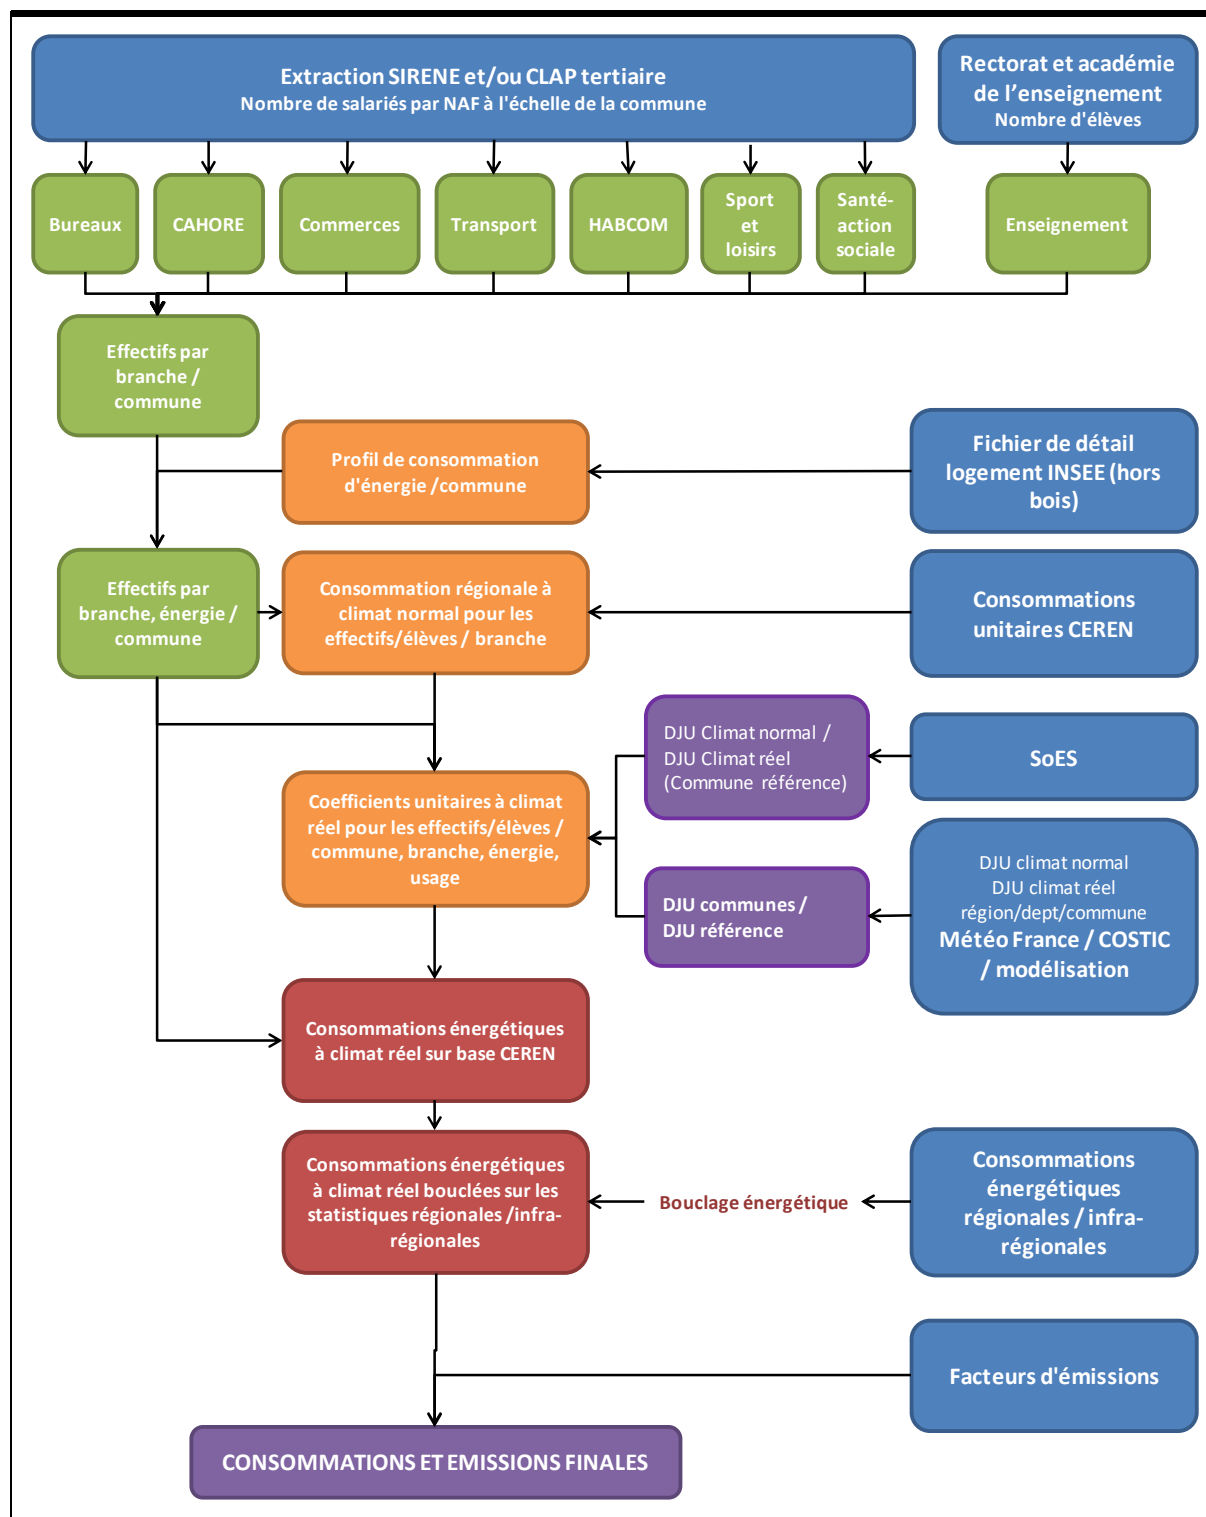 Extraction SIRENE et/ou CLAP tertiaire
Nombre de salariés par NAF à l'échelle de la commune
Rectorat et académie
de l’enseignement
Nombre d'élèves
Bureaux
CAHORE
Commerces
Transport
HABCOM
Sport
et
loisirs
Santé-
action
sociale
Enseignement
Effectifs par
branche /
commune
Profil de consommation
d'énergie /commune
Fichier de détail
logement INSEE (hors
bois)
Effectifs par
branche, énergie /
commune
Consommation régionale à
climat normal pour les
effectifs/élèves / branche
Consommations
unitaires CEREN
DJU Climat normal /
DJU Climat réel
(Commune référence)
SoES
Coefficients unitaires à climat
réel pour les effectifs/élèves /
commune, branche, énergie,
usage
DJU communes /
DJU référence
DJU climat normal
DJU climat réel
région/dept/commune
Météo France / COSTIC
/ modélisation
Consommations énergétiques
à climat réel sur base CEREN
Consommations énergétiques
à climat réel bouclées sur les
statistiques régionales /infra-
régionales
Bouclage énergétique
Consommations
énergétiques
régionales / infra-
régionales
Facteurs d'émissions
CONSOMMATIONS ET EMISSIONS FINALES